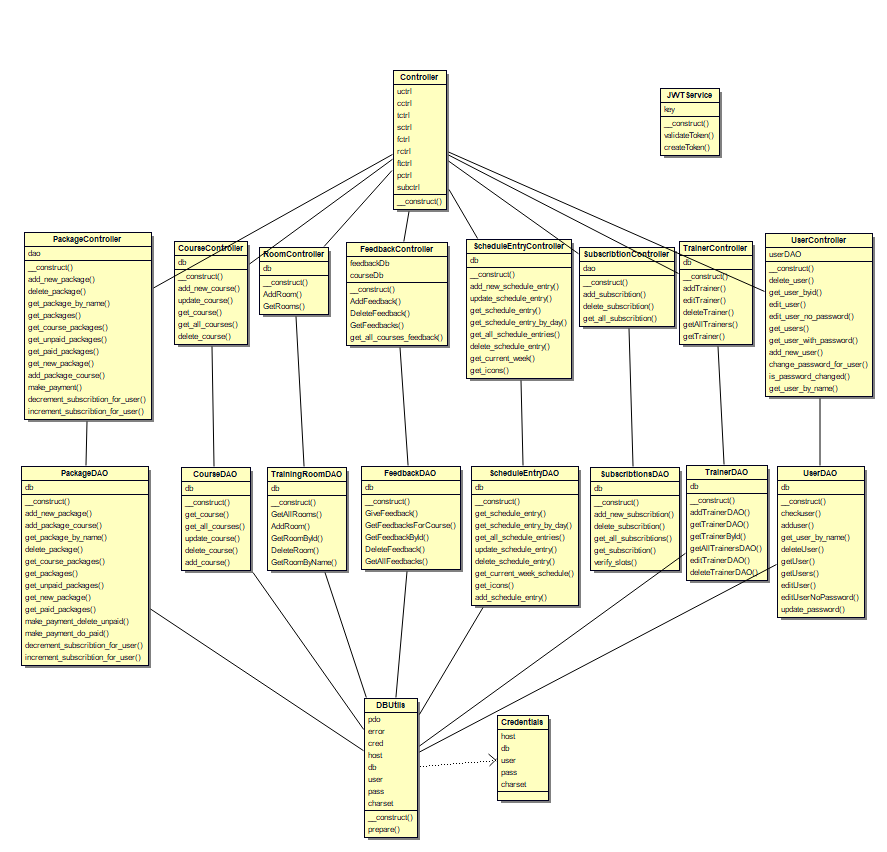 Controller
uctrl
cctrl
tctrl
sctrl
fctrl
rctrl
ftctrl
pctrl
subctrl
__construct()
JWTService
key
__construct()
validateToken()
createToken()
PackageController
dao
__construct()
add_new_package()
delete_package()
get_package_by_name()
get_packages()
get_course_packages()
get_unpaid_packages()
get_paid_packages()
get_new_package()
add_package_course()
make_payment()
decrement_subscribtion_for_user()
increment_subscribtion_for_user()
CourseController
db
__construct()
add_new_course()
update_course()
get_course()
get_all_courses()
delete_course()
RoomController
db
__construct()
AddRoom()
GetRooms()
FeedbackController
feedbackDb
courseDb
__construct()
AddFeedback()
DeleteFeedback()
GetFeedbacks()
get_all_courses_feedback()
ScheduleEntryController
db
__construct()
add_new_schedule_entry()
update_schedule_entry()
get_schedule_entry()
get_schedule_entry_by_day()
get_all_schedule_entries()
delete_schedule_entry()
get_current_week()
get_icons()
SubscribtionController
dao
__construct()
add_subscribtion()
delete_subscribtion()
get_all_subscribtion()
TrainerController
db
__construct()
addTrainer()
editTrainer()
deleteTrainer()
getAllTrainers()
getTrainer()
UserController
userDAO
__construct()
delete_user()
get_user_byid()
edit_user()
edit_user_no_password()
get_users()
get_user_with_password()
add_new_user()
change_password_for_user()
is_password_changed()
get_user_by_name()
PackageDAO
db
__construct()
add_new_package()
add_package_course()
get_package_by_name()
delete_package()
get_course_packages()
get_packages()
get_unpaid_packages()
get_new_package()
get_paid_packages()
make_payment_delete_unpaid()
make_payment_do_paid()
decrement_subscribtion_for_user()
increment_subscribtion_for_user()
CourseDAO
db
__construct()
get_course()
get_all_courses()
update_course()
delete_course()
add_course()
TrainingRoomDAO
db
__construct()
GetAllRooms()
AddRoom()
GetRoomById()
DeleteRoom()
GetRoomByName()
FeedbackDAO
db
__construct()
GiveFeedback()
GetFeedbacksForCourse()
GetFeedbackById()
DeleteFeedback()
GetAllFeedbacks()
ScheduleEntryDAO
db
__construct()
get_schedule_entry()
get_schedule_entry_by_day()
get_all_schedule_entries()
update_schedule_entry()
delete_schedule_entry()
get_current_week_schedule()
get_icons()
add_schedule_entry()
SubscribtionsDAO
db
__construct()
add_new_subscribtion()
delete_subscribtion()
get_all_subscribtions()
get_subscribtion()
verify_slots()
TrainerDAO
db
__construct()
addTrainerDAO()
getTrainerDAO()
getTrainerById()
getAllTrainersDAO()
editTrainerDAO()
deleteTrainerDAO()
UserDAO
db
__construct()
checkuser()
adduser()
get_user_by_name()
deleteUser()
getUser()
getUsers()
editUser()
editUserNoPassword()
update_password()
DBUtils
pdo
error
cred
host
db
user
pass
charset
__construct()
prepare()
Credentials
host
db
user
pass
charset